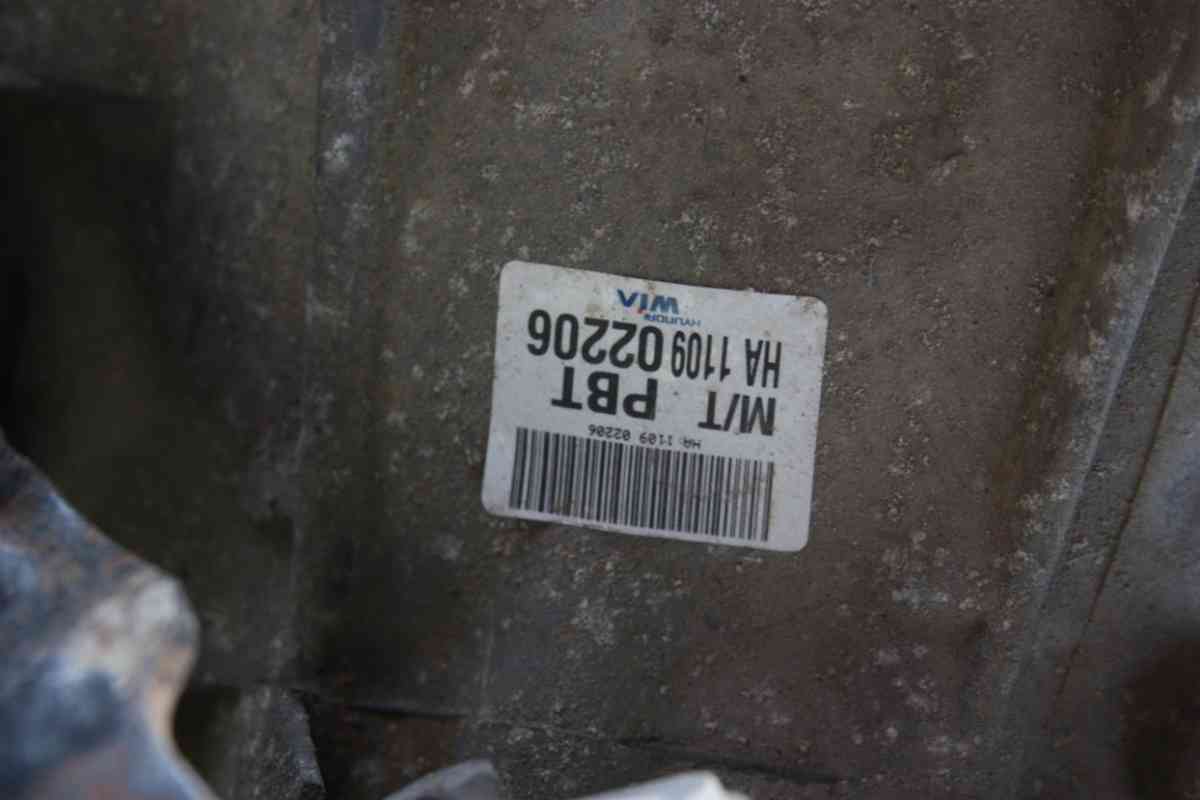 HA 1109 02206
M/T PBT
HA 1109 02206
HYUNDAI
WIA